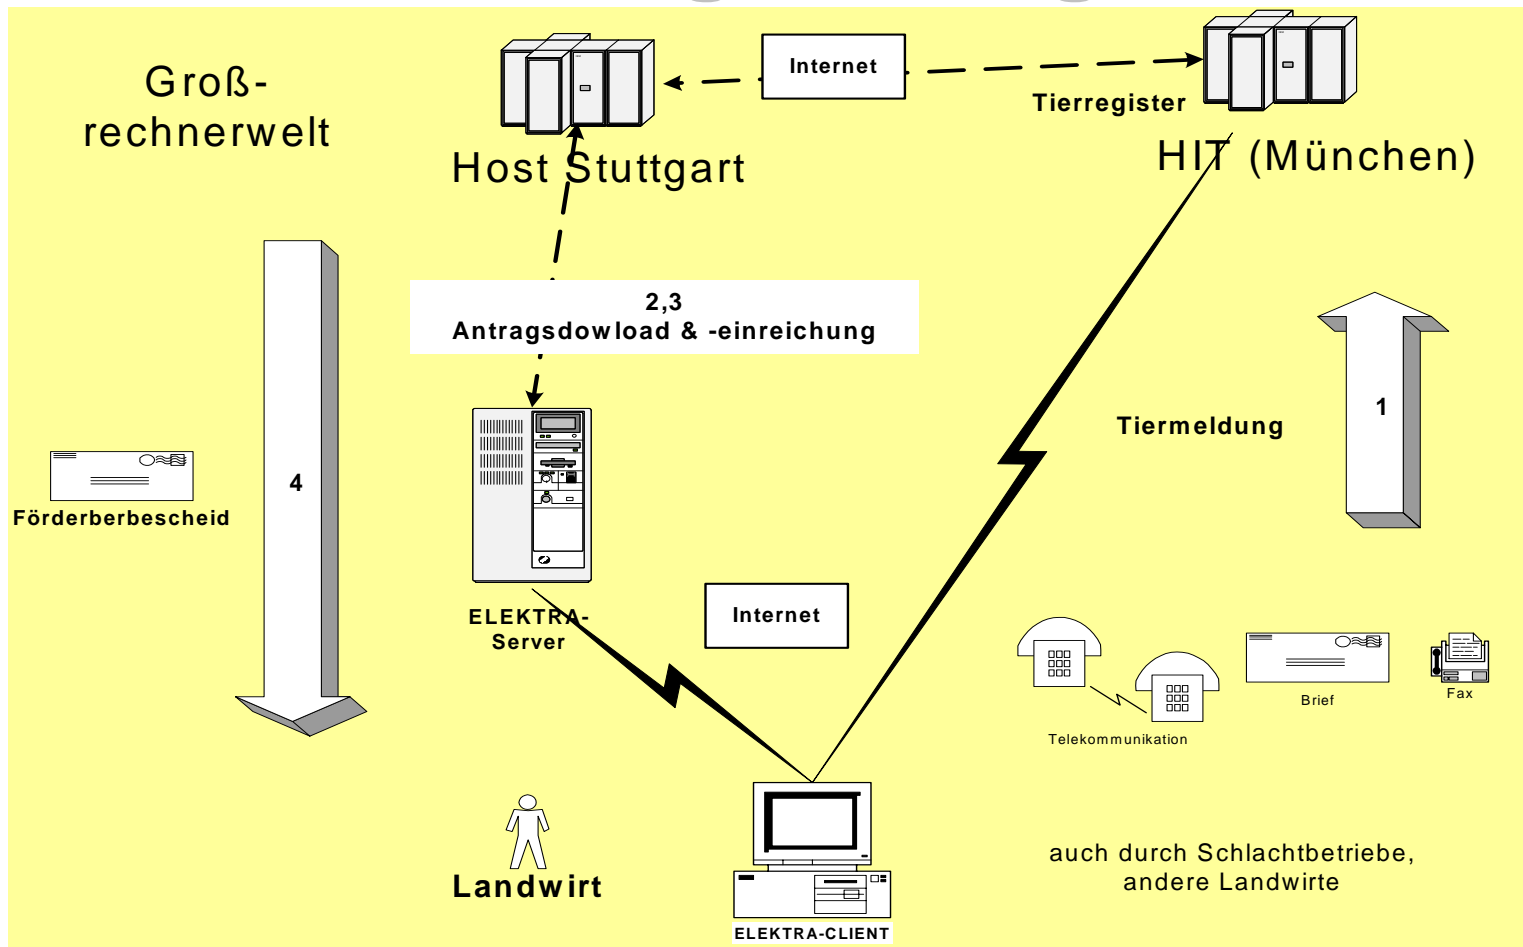 Groß-
rechnerwelt
Internet
Tierregister
Host Stuttgart
HIT (München)
2,3
Antragsdowload & -einreichung
1
Tiermeldung
4
Förderberbescheid
ELEKTRA-
Server
Internet
Telekommunikation
Brief
Fax
Landwirt
ELEKTRA-CLIENT
auch durch Schlachtbetriebe,
andere Landwirte